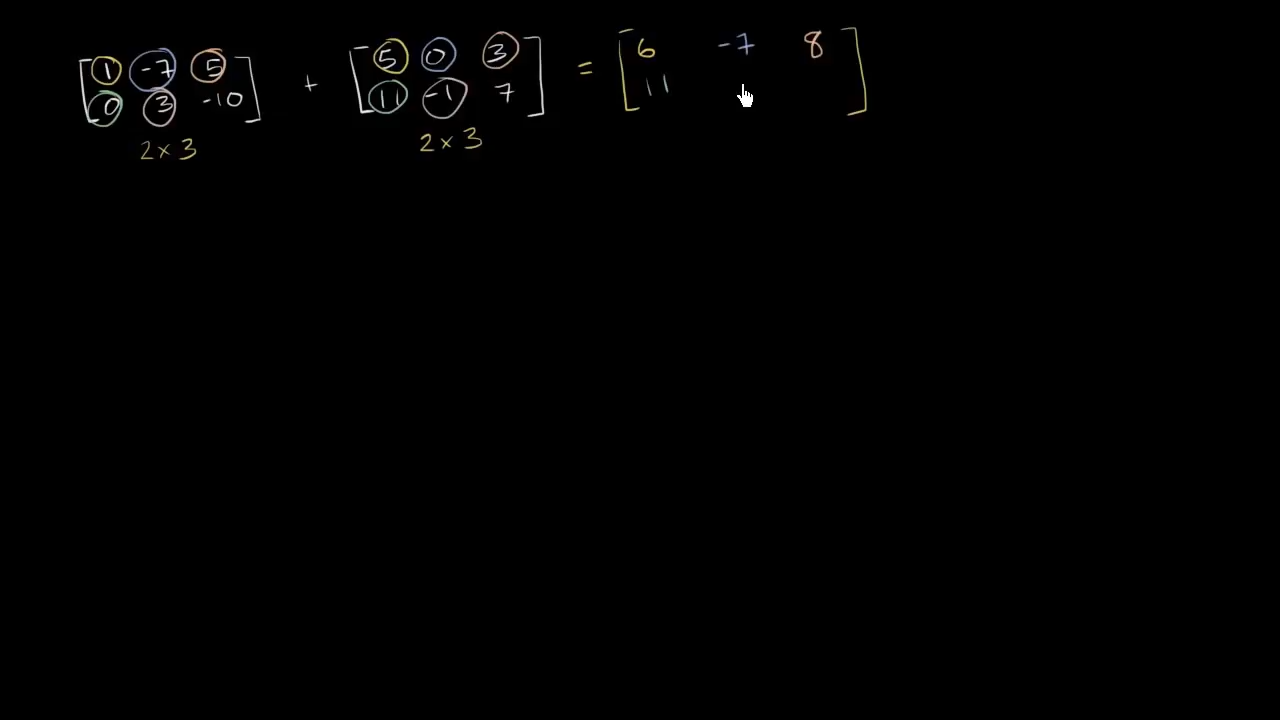 [1 -7 5] + [5 0 3] = [6 -7 8]
[0 3 -10] [11 -1 7] [11]
2 x 3 2 x 3